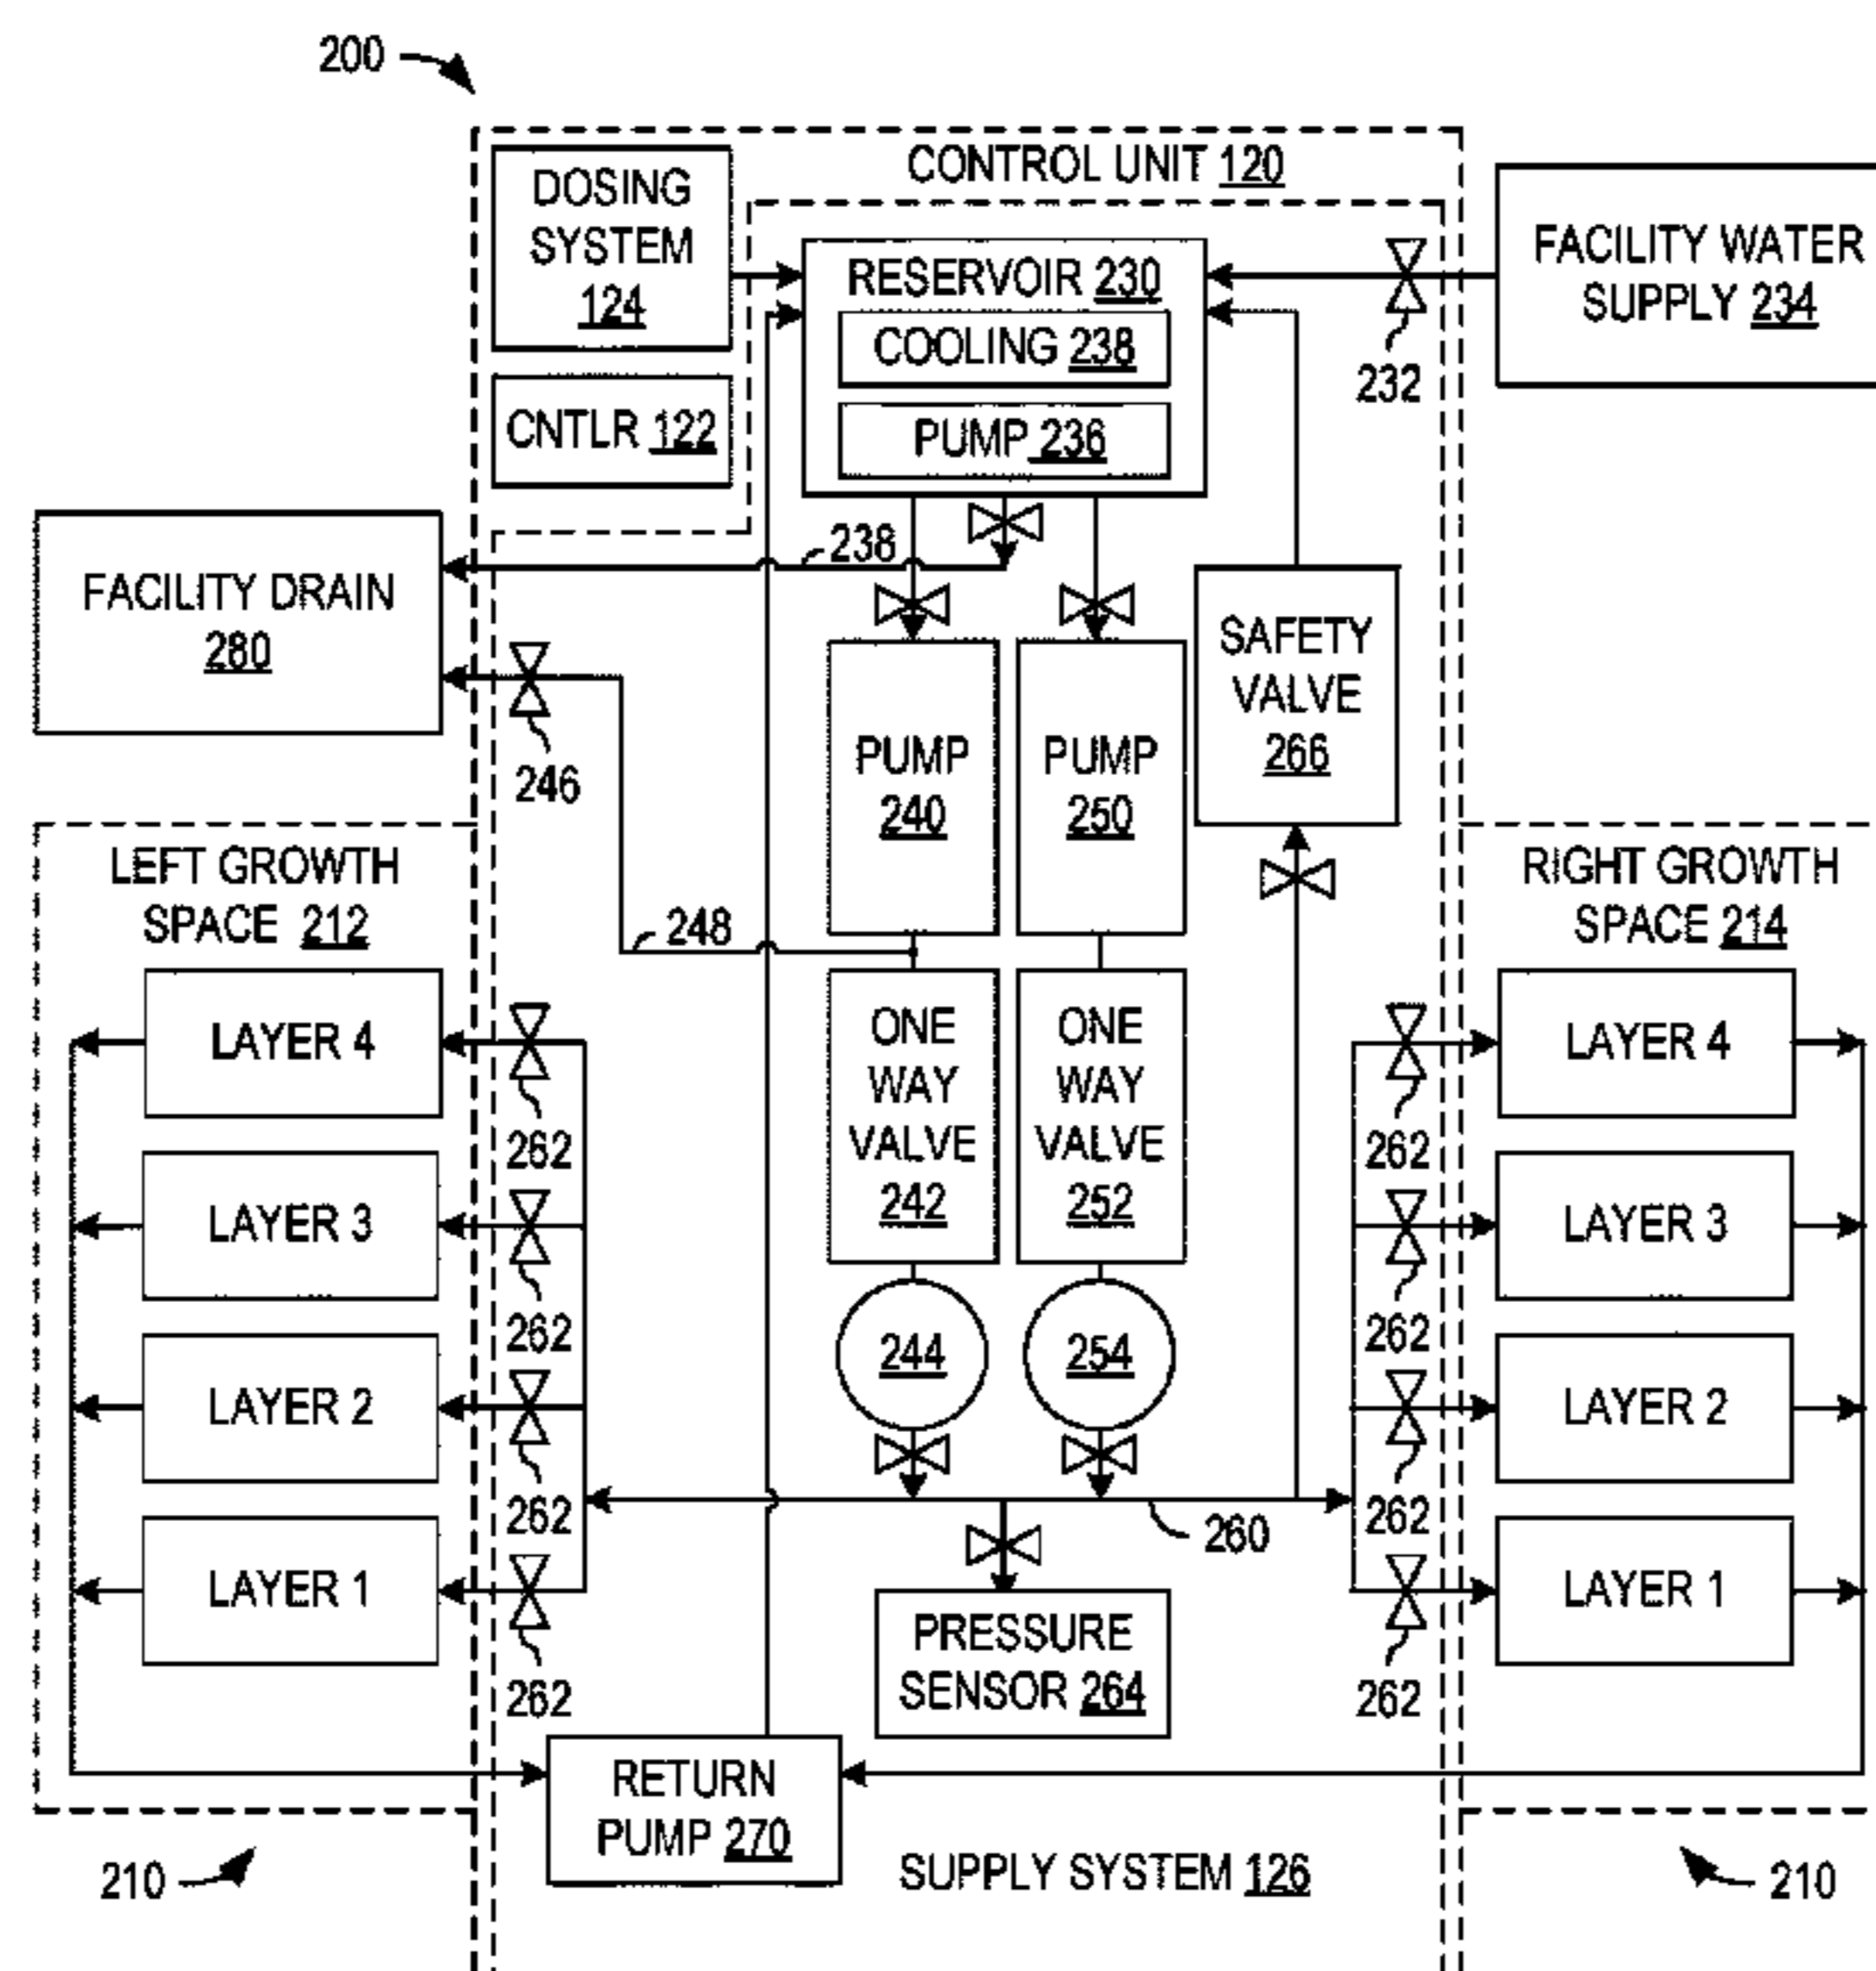 200
CONTROL UNIT 120
DOSING
SYSTEM
124
CNTLR 122
RESERVOIR 230
COOLING 238
PUMP 236
232
FACILITY WATER
SUPPLY 234
FACILITY DRAIN
280
238
246
248
PUMP
240
PUMP
250
SAFETY
VALVE
266
ONE
WAY
VALVE
242
ONE
WAY
VALVE
252
244
254
260
PRESSURE
SENSOR 264
LEFT GROWTH
SPACE 212
LAYER 4
LAYER 3
LAYER 2
LAYER 1
262
262
262
262
RIGHT GROWTH
SPACE 214
LAYER 4
LAYER 3
LAYER 2
LAYER 1
262
262
262
262
RETURN
PUMP 270
SUPPLY SYSTEM 126
210
210